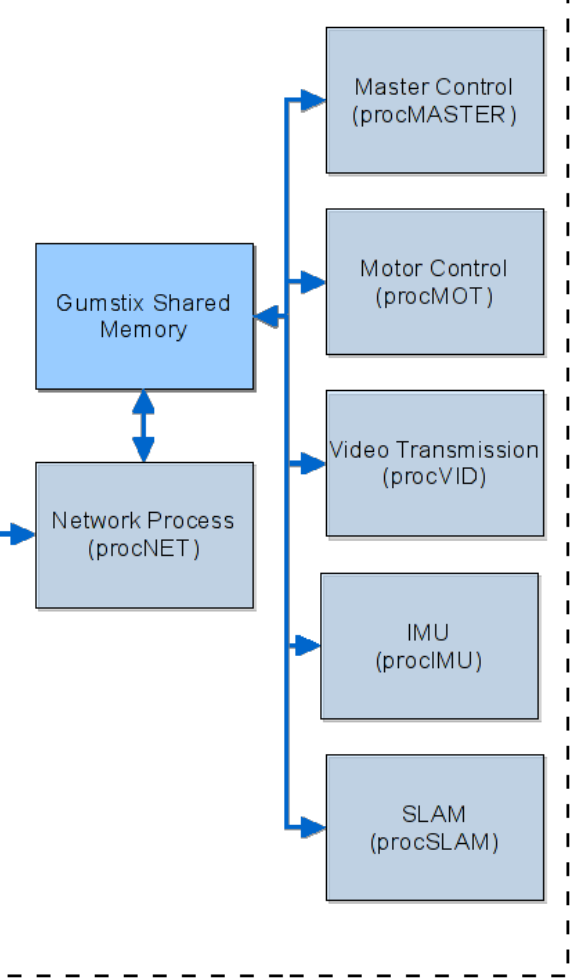 Master Control
(procMASTER)
Motor Control
(procMOT)
Gumstix Shared
Memory
Video Transmission
(procVID)
Network Process
(procNET)
IMU
(procIMU)
SLAM
(procSLAM)